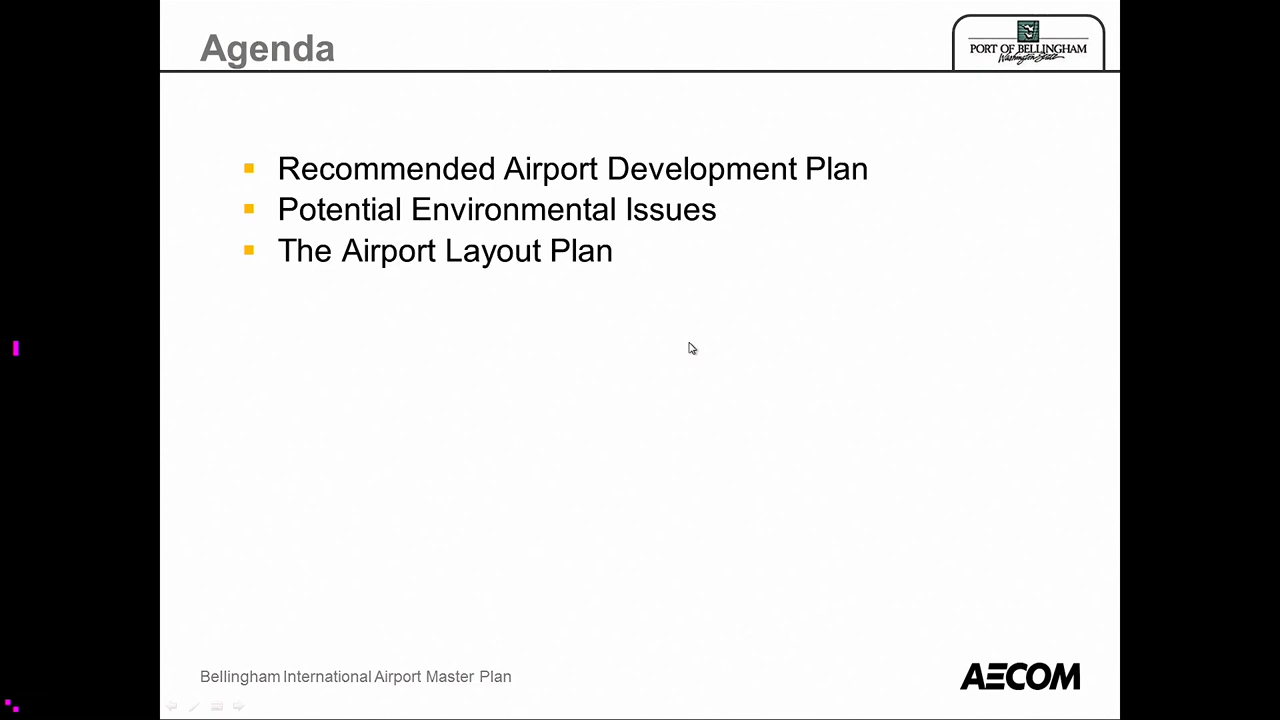 Agenda
PORT OF BELLINGHAM
Washington State
Recommended Airport Development Plan
Potential Environmental Issues
The Airport Layout Plan
Bellingham International Airport Master Plan
AECOM